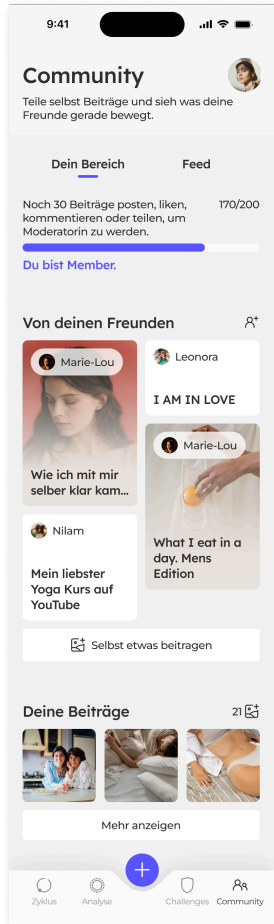 9:41
Community
Teile selbst Beiträge und sieh was deine
Freunde gerade bewegt.
Dein Bereich
Feed
Noch 30 Beiträge posten, liken,
kommentieren oder teilen, um
Moderatorin zu werden.
170/200
Du bist Member.
Von deinen Freunden
Marie-Lou
Wie ich mit mir
selber klar kam...
Leonora
I AM IN LOVE
Marie-Lou
What I eat in a
day. Mens
Edition
Nilam
Mein liebster
Yoga Kurs auf
YouTube
Selbst etwas beitragen
Deine Beiträge
21
Mehr anzeigen
Zyklus
Analyse
Challenges
Community